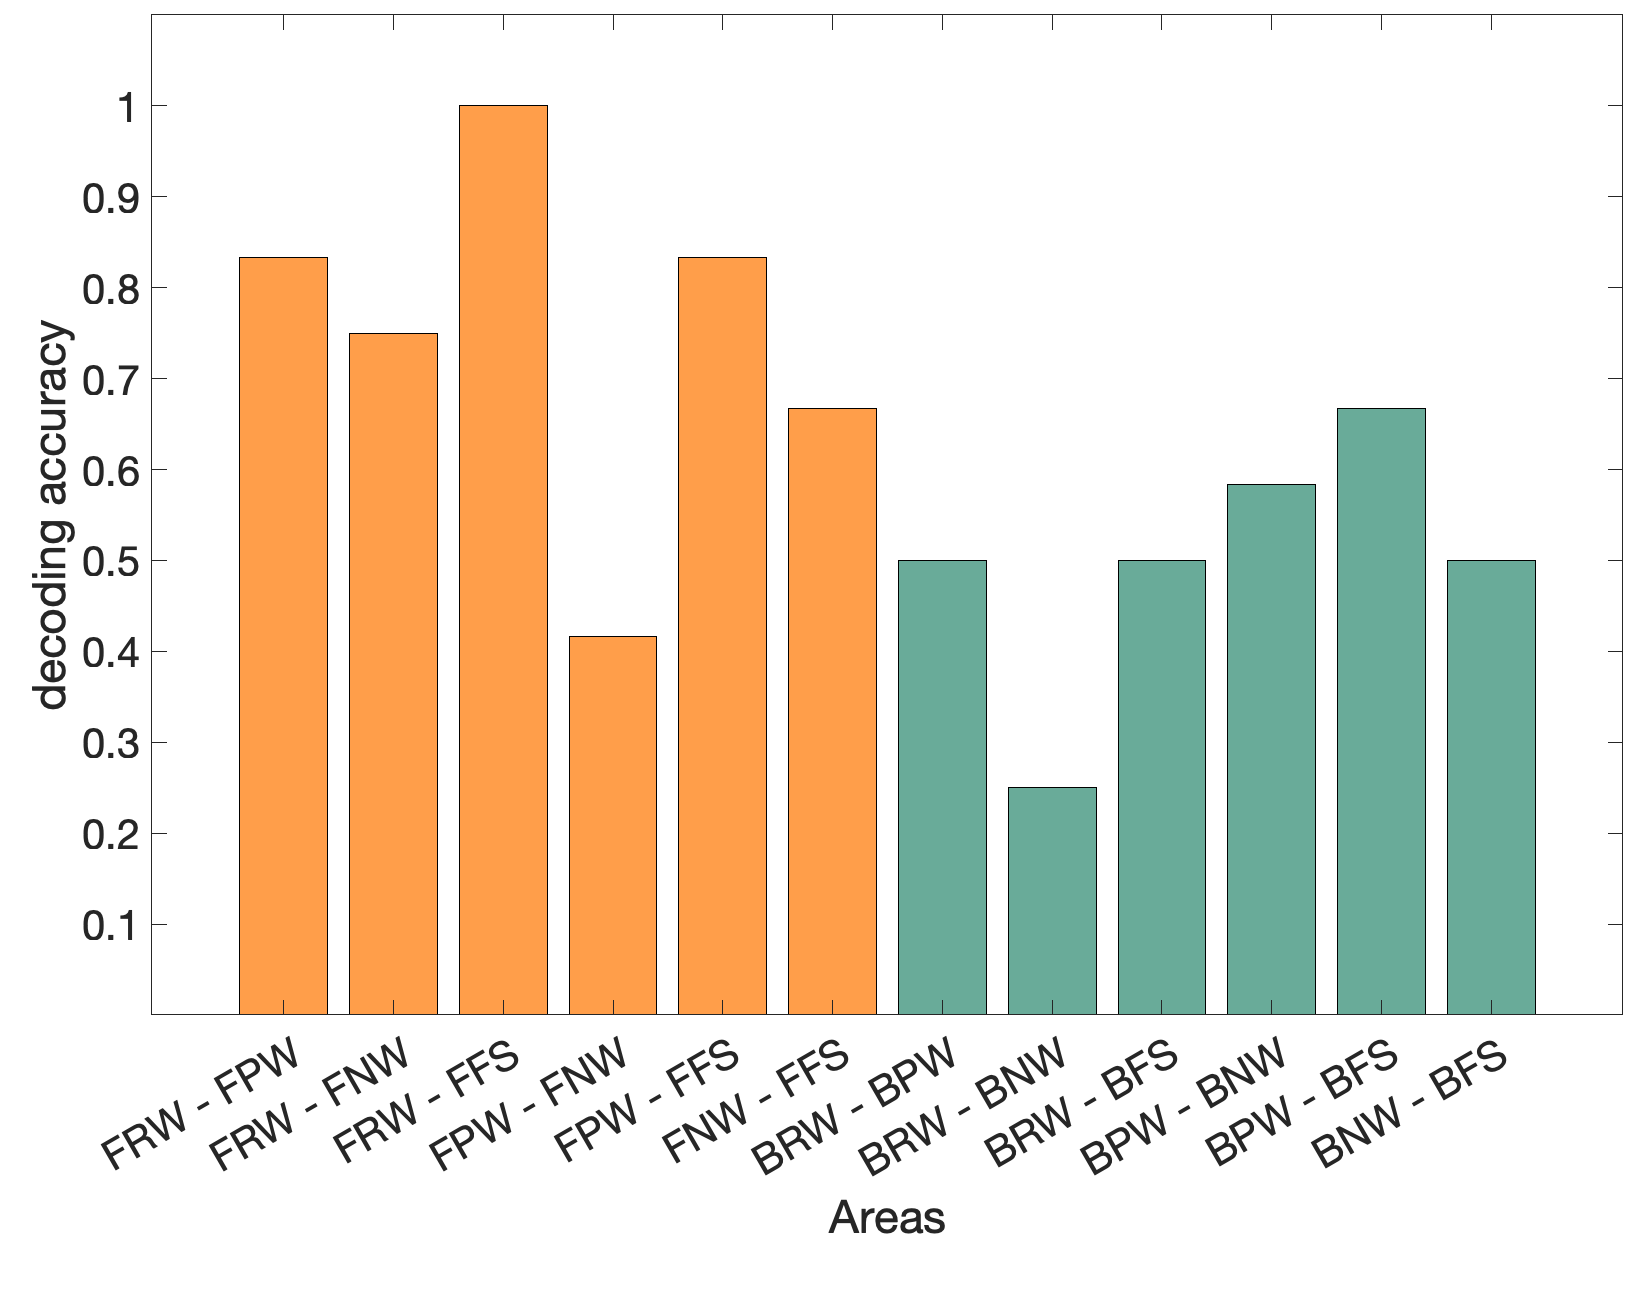 decoding accuracy
1
0.9
0.8
0.7
0.6
0.5
0.4
0.3
0.2
0.1
FRW - FPW
FRW - FNW
FRW - FFS
FPW - FNW
FPW - FFS
FNW - FFS
BRW - BPW
BRW - BNW
BRW - BFS
BPW - BNW
BPW - BFS
BNW - BFS
Areas